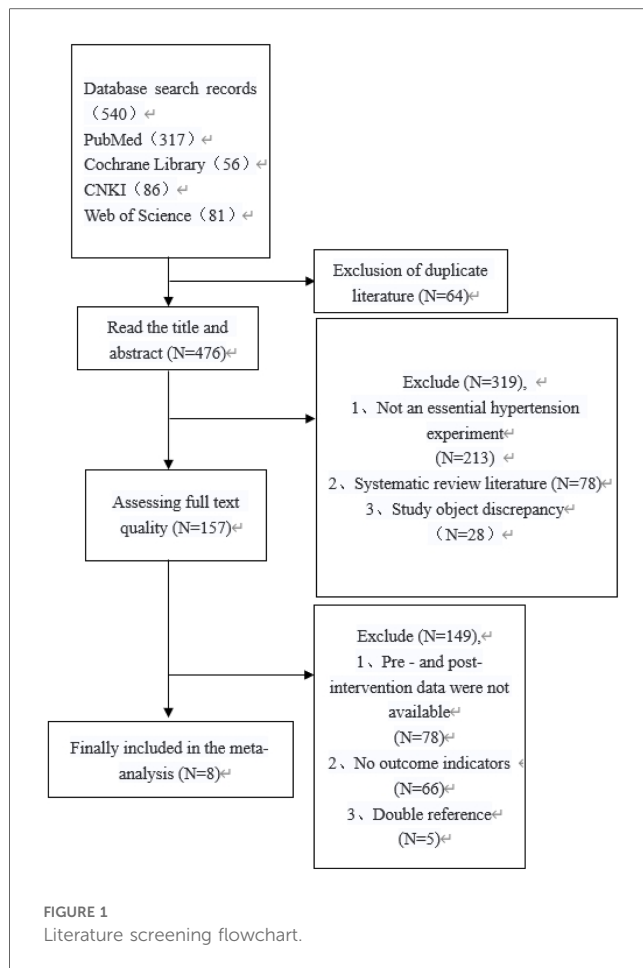 Database search records
（540）↵
PubMed（317）↵
Cochrane Library（56）↵
CNKI（86）↵
Web of Science（81）↵
Exclusion of duplicate
literature (N=64)↵
Read the title and
abstract (N=476)↵
Exclude (N=319),↵
1、Not an essential hypertension
experiment↵
(N=213)↵
2、Systematic review literature (N=78)↵
3、Study object discrepancy↵
（N=28）↵
Assessing full text
quality (N=157)↵
Exclude (N=149),↵
1、Pre - and post-
intervention data were not
available↵
(N=78)↵
2、No outcome indicators↵
(N=66)↵
3、Double reference↵
(N=5)↵
Finally included in the meta-
analysis (N=8)↵
FIGURE 1
Literature screening flowchart.